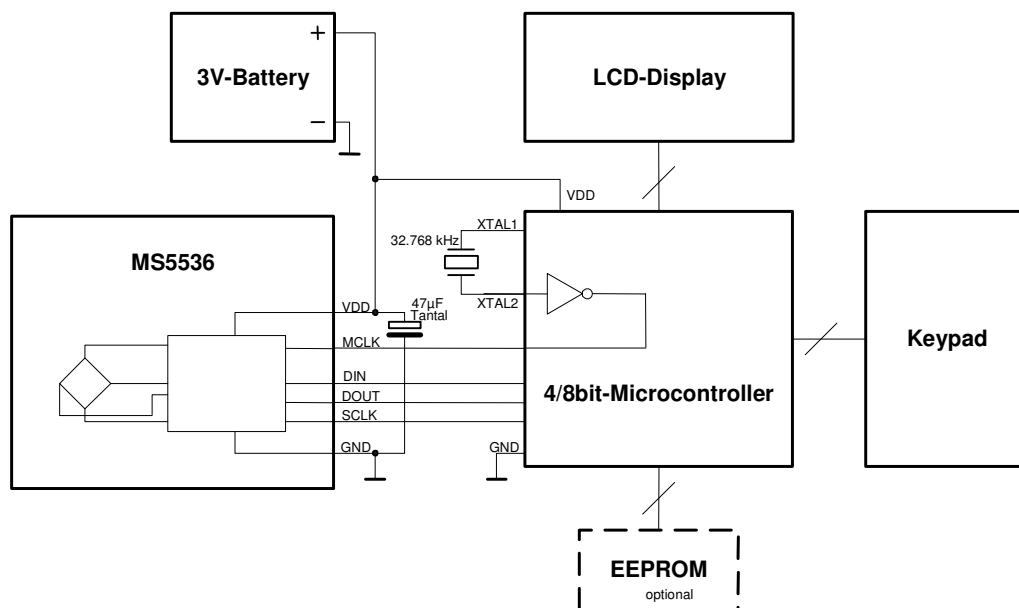 +
3V-Battery
–
LCD-Display
VDD
MS5536
XTAL1
32.768 kHz
XTAL2
VDD
47µF
Tantal
MCLK
DIN
DOUT
SCLK
GND
4/8bit-Microcontroller
GND
Keypad
EEPROM
optional